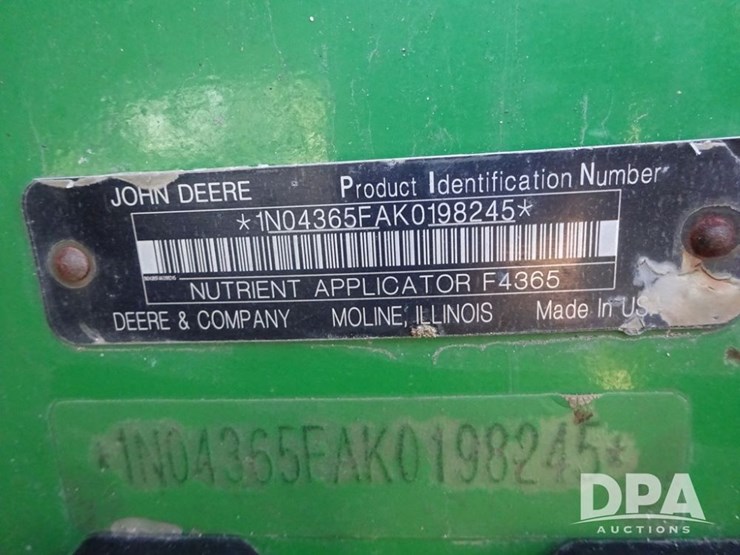 JOHN DEERE Product Identification Number
*1N04365FAK0198245*
NUTRIENT APPLICATOR F4365
DEERE & COMPANY MOLINE, ILLINOIS Made In US
*1N04365FAK0198245*
DPA
AUCTIONS